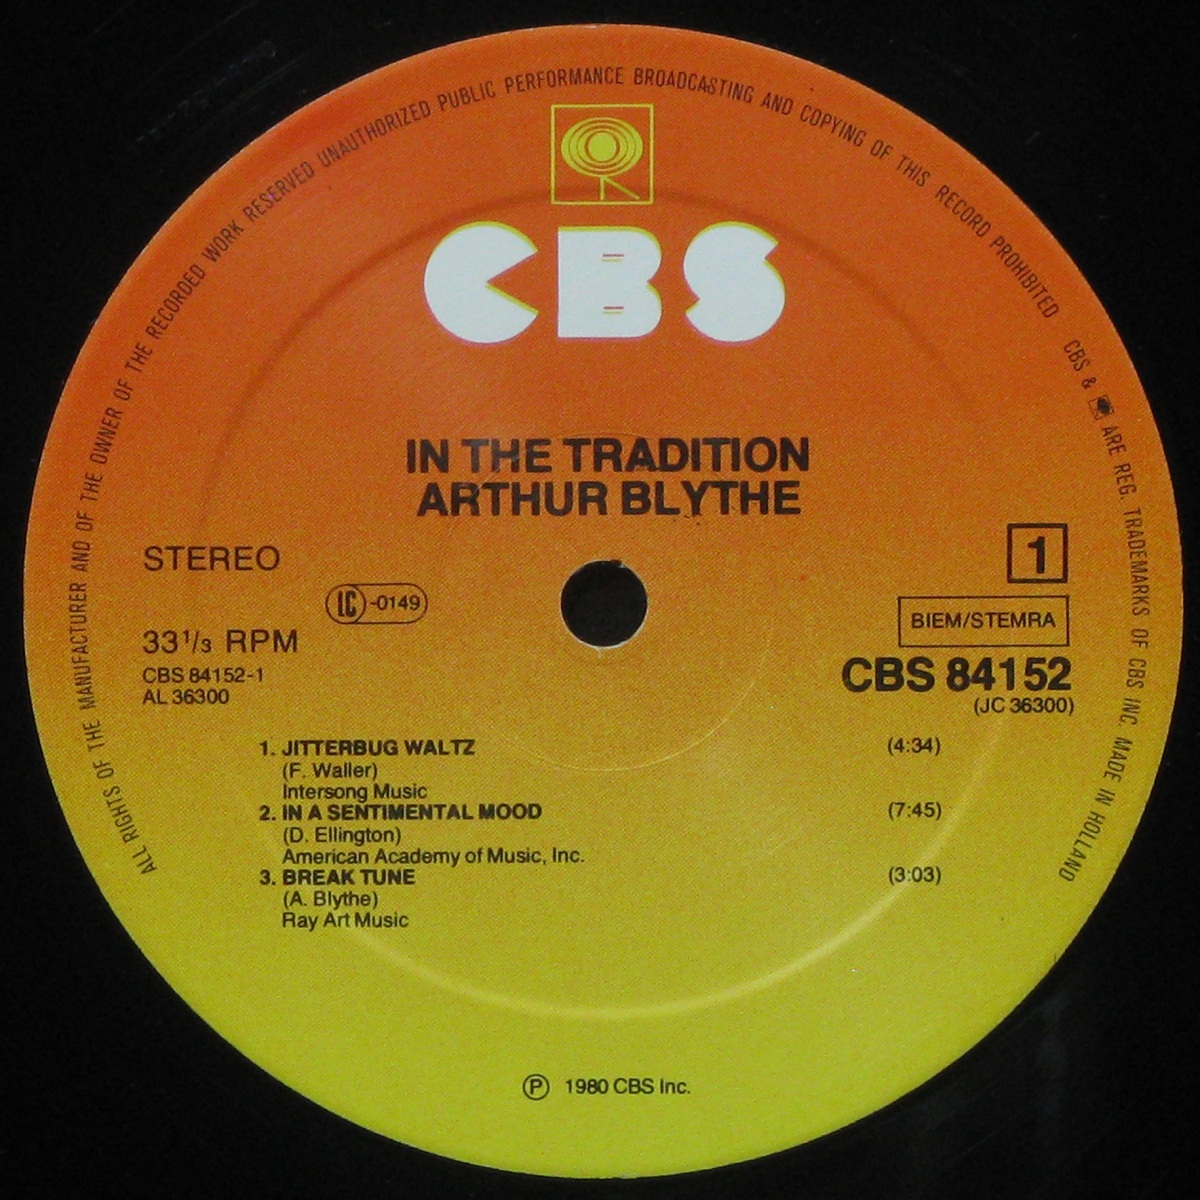 ALL RIGHTS OF THE MANUFACTURER AND OF THE OWNER OF THE RECORDED WORK RESERVED UNAUTHORIZED PUBLIC PERFORMANCE BROADCASTING AND COPYING OF THIS RECORD PROHIBITED CBS & ARE REG. TRADEMARKS OF CBS INC. MADE IN HOLLAND
CBS
IN THE TRADITION
ARTHUR BLYTHE
STEREO
1
LC-0149
BIEM/STEMRA
33 1/3 RPM
CBS 84152-1
CBS 84152
AL 36300
(JC 36300)
1. JITTERBUG WALTZ (4:34)
(F. Waller)
Intersong Music
2. IN A SENTIMENTAL MOOD (7:45)
(D. Ellington)
American Academy of Music, Inc.
3. BREAK TUNE (3:03)
(A. Blythe)
Ray Art Music
℗ 1980 CBS Inc.